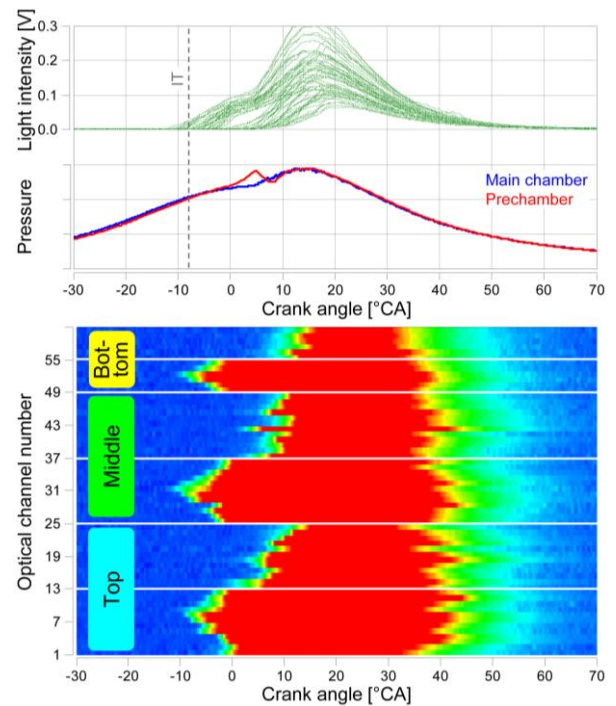 Light intensity [V]
0.3
0.2
0.1
0.0
IT
Pressure
Main chamber
Prechamber
-30 -20 -10 0 10 20 30 40 50 60 70
Crank angle [°CA]
Optical channel number
55
49
43
37
31
25
19
13
7
1
Bot-
tom
Middle
Top
-30 -20 -10 0 10 20 30 40 50 60 70
Crank angle [°CA]